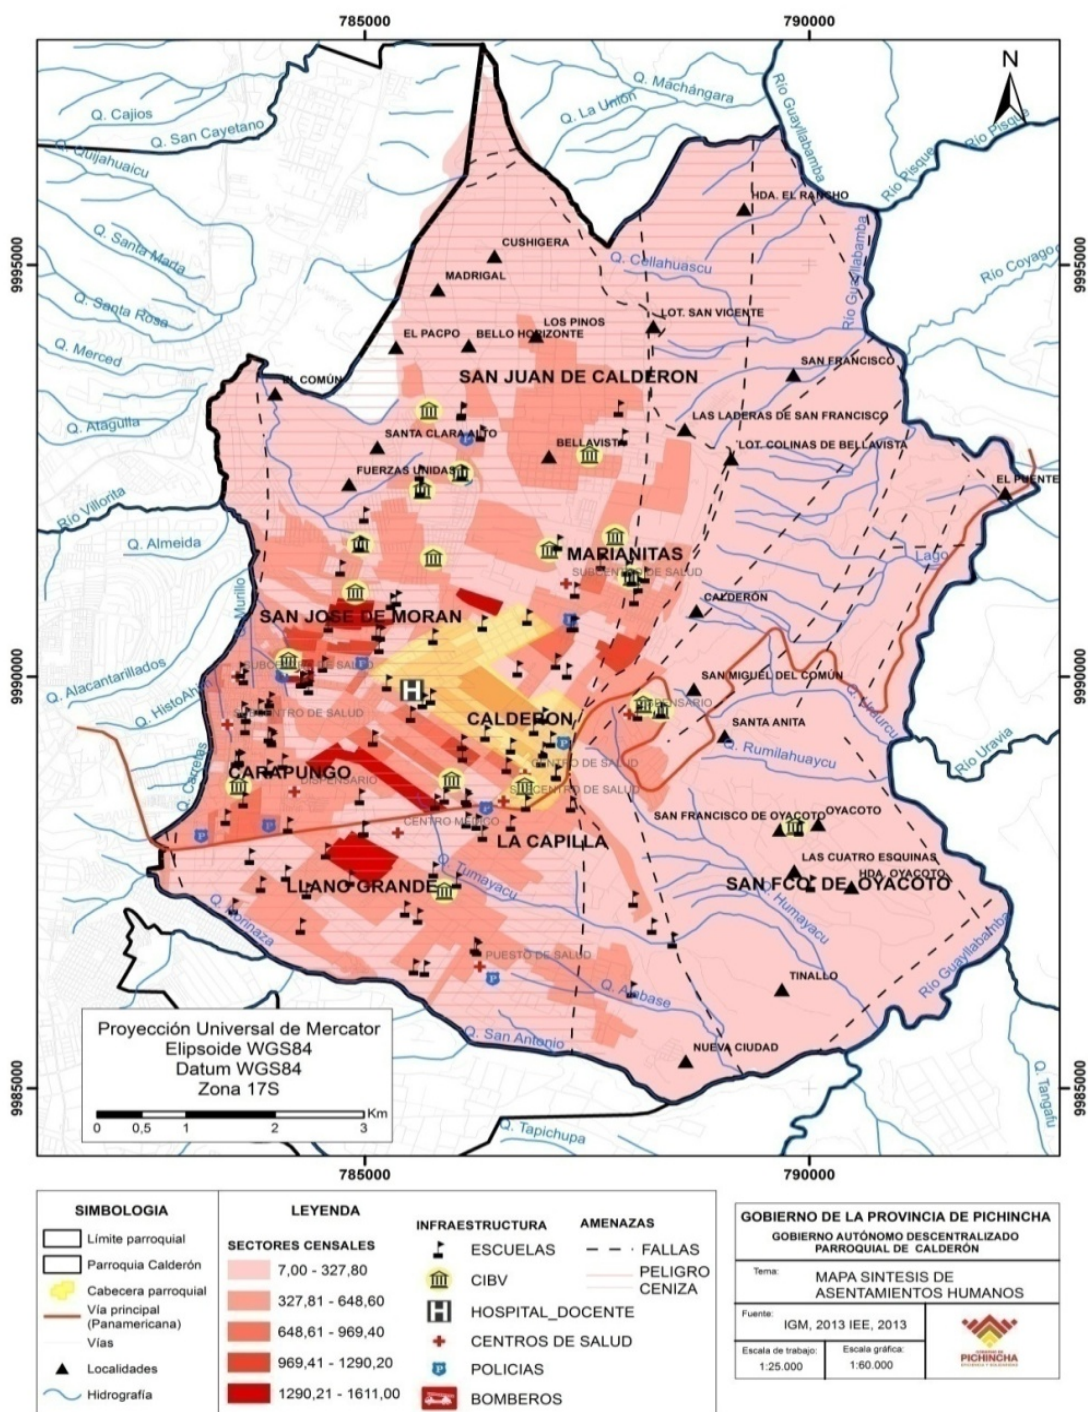 785000
790000
N
Q. Machángara
Q. La Unión
Río Guayllabamba
Río Pisque
Río Pisque
Q. Cajios
Q. San Cayetano
Q. Quijahuaicu
HDA. EL RANCHO
Q. Santa Marta
CUSHIGERA
9995000
9995000
Q. Cellahuascu
Río Guayllabamba
Río Coyago
MADRIGAL
Q. Santa Rosa
LOT. SAN VICENTE
LOS PINOS
EL PACPO
BELLO HORIZONTE
Q. Merced
SAN FRANCISCO
SAN JUAN DE CALDERON
EL COMÚN
LAS LADERAS DE SAN FRANCISCO
Q. Atagulla
SANTA CLARA ALTO
BELLAVISTA
LOT. COLINAS DE BELLAVISTA
FUERZAS UNIDAS
EL PUENTE
Río Villorita
Q. Almeida
MARIANITAS
Lago
SUBCENTRO DE SALUD
Q. Murillo
CALDERÓN
SAN JOSE DE MORAN
SUBCENTRO DE SALUD
9990000
9990000
Q. Alacantarillados
SAN MIGUEL DEL COMÚN
DISPENSARIO
SUBCENTRO DE SALUD
CALDERON
SANTA ANITA
Q. Rumilahuaycu
Río Uravia
Q. Carretas
CENTRO DE SALUD
CARAPUNGO
DISPENSARIO
SUBCENTRO DE SALUD
SAN FRANCISCO DE OYACOTO
OYACOTO
CENTRO MEDICO
LA CAPILLA
LAS CUATRO ESQUINAS
Q. Tumayacu
LLANO GRANDE
HDA. OYACOTO
SAN FCO. DE OYACOTO
Q. Humayacu
Río Guayllabamba
PUESTO DE SALUD
TINALLO
Q. San Antonio
NUEVA CIUDAD
9985000
9985000
Q. Tangafu
Q. Tapichupa
Proyección Universal de Mercator
Elipsoide WGS84
Datum WGS84
Zona 17S
Km
0 0,5 1 2 3
785000
790000
SIMBOLOGIA
Límite parroquial
Parroquia Calderón
Cabecera parroquial
Vía principal
(Panamericana)
Vías
Localidades
Hidrografía
LEYENDA
SECTORES CENSALES
7,00 - 327,80
327,81 - 648,60
648,61 - 969,40
969,41 - 1290,20
1290,21 - 1611,00
INFRAESTRUCTURA
ESCUELAS
CIBV
H HOSPITAL_DOCENTE
CENTROS DE SALUD
P POLICIAS
BOMBEROS
AMENAZAS
FALLAS
PELIGRO
CENIZA
GOBIERNO DE LA PROVINCIA DE PICHINCHA
GOBIERNO AUTÓNOMO DESCENTRALIZADO
PARROQUIAL DE CALDERÓN
Tema:
MAPA SINTESIS DE
ASENTAMIENTOS HUMANOS
Fuente:
IGM, 2013 IEE, 2013
Escala de trabajo:
1:25.000
Escala gráfica:
1:60.000
PICHINCHA